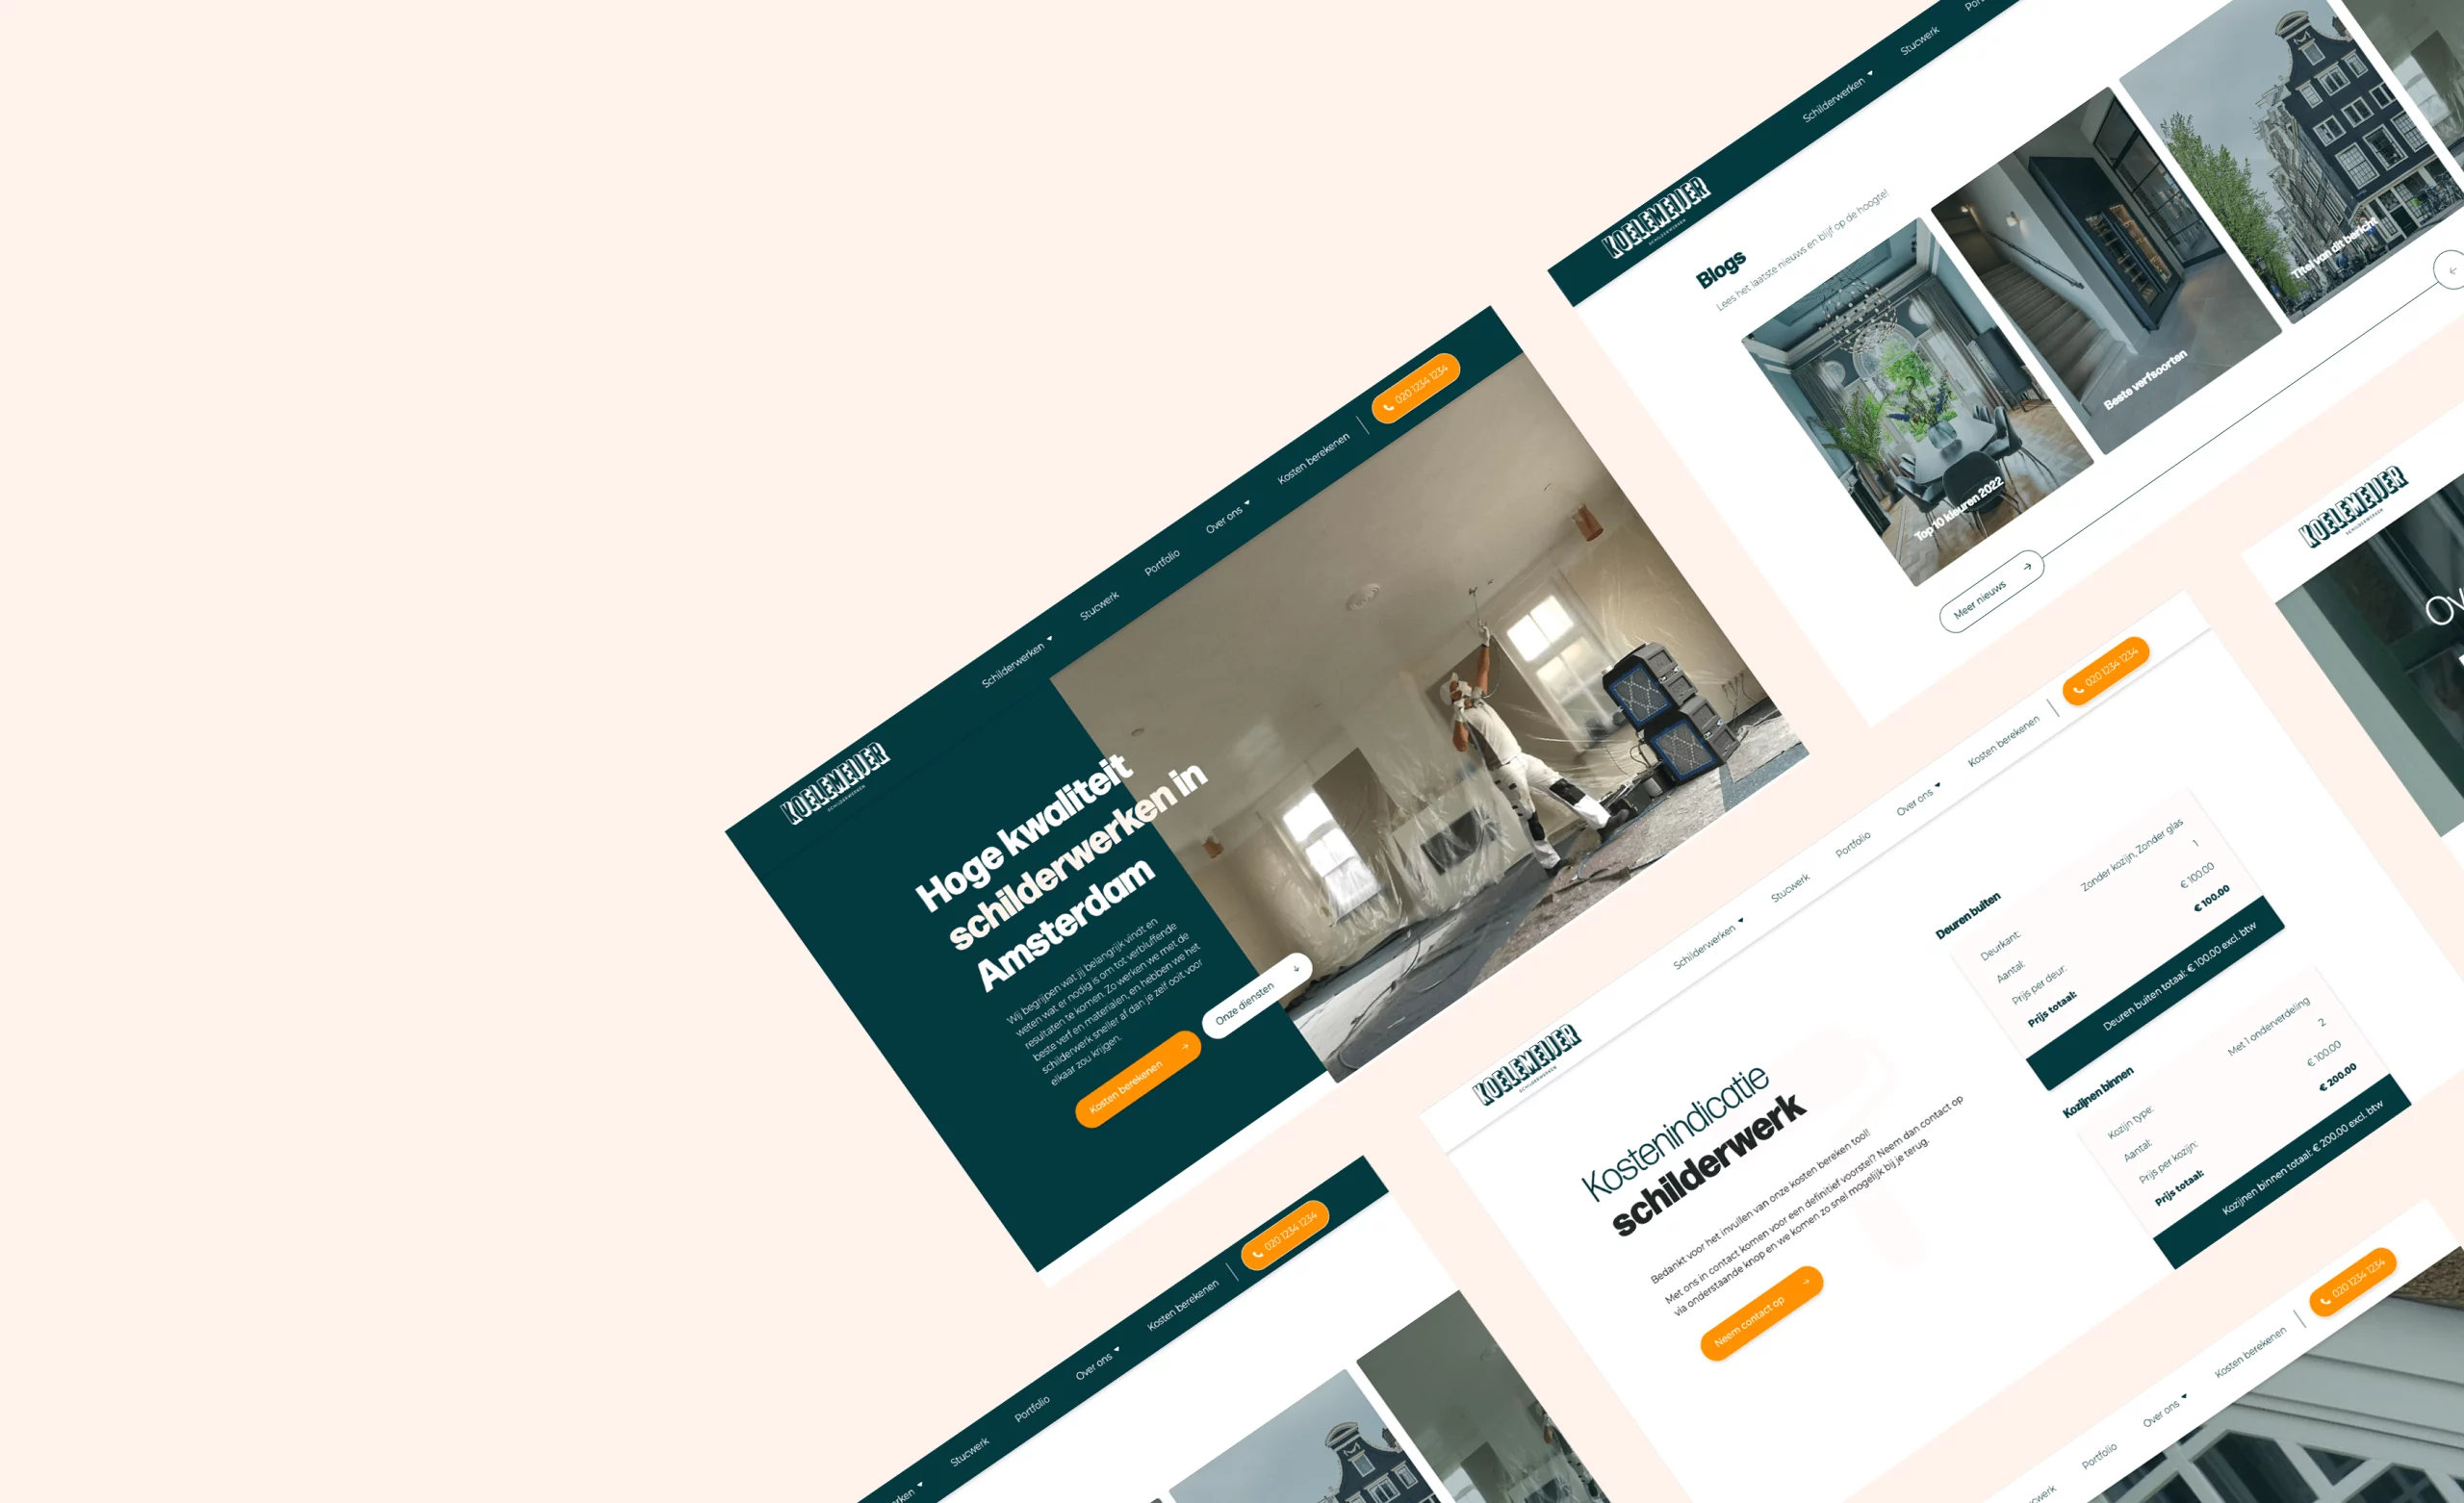 KOELEMEIJER
SCHILDERWERKEN
Schilderwerken
Stucwerk
Portfolio
Over ons
Kosten berekenen
020 1234 1234
Hoge kwaliteit
schilderwerken in
Amsterdam
Wij begrijpen wat jij belangrijk vindt en
weten wat er nodig is om tot verbluffende
resultaten te komen. Zo werken we met de
beste verf en materialen, en hebben we het
schilderwerk sneller af dan je zelf ooit voor
elkaar zou krijgen.
Kosten berekenen
Onze diensten
KOELEMEIJER
SCHILDERWERKEN
Schilderwerken
Stucwerk
Blogs
Lees het laatste nieuws en blijf op de hoogte!
Top 10 kleuren 2022
Beste verfsoorten
Titel van dit bericht
Meer nieuws
KOELEMEIJER
SCHILDERWERKEN
KOELEMEIJER
SCHILDERWERKEN
Schilderwerken
Stucwerk
Portfolio
Over ons
Kosten berekenen
020 1234 1234
Kostenindicatie
schilderwerk
Bedankt voor het invullen van onze kosten bereken tool!
Met ons in contact komen voor een definitief voorstel? Neem dan contact op
via onderstaande knop en we komen zo snel mogelijk bij je terug.
Neem contact op
Deuren buiten
Deurkant: Zonder kozijn, Zonder glas
Aantal: 1
Prijs per deur: € 100.00
Prijs totaal: € 100.00
Deuren buiten totaal: € 100.00 excl. btw
Kozijnen binnen
Kozijn type: Met 1 onderverdeling
Aantal: 2
Prijs per kozijn: € 100.00
Prijs totaal: € 200.00
Kozijnen binnen totaal: € 200.00 excl. btw
Stucwerk
Portfolio
Over ons
Kosten berekenen
020 1234 1234
Portfolio
Over ons
Kosten berekenen
020 1234 1234